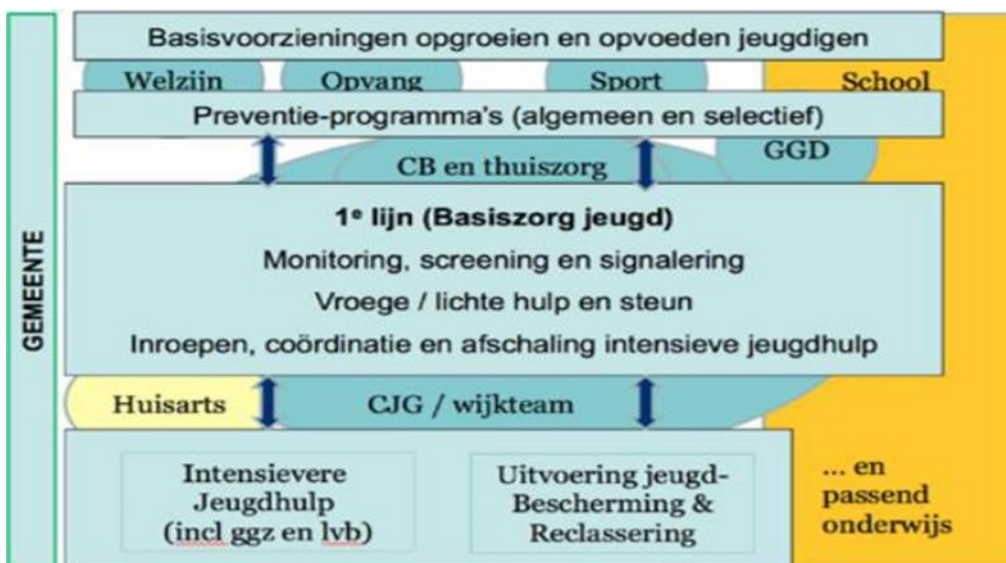 GEMEENTE
Basisvoorzieningen opgroeien en opvoeden jeugdigen
Welzijn
Opvang
Sport
School
Preventie-programma's (algemeen en selectief)
GGD
CB en thuiszorg
1e lijn (Basiszorg jeugd)
Monitoring, screening en signalering
Vroege / lichte hulp en steun
Inroepen, coördinatie en afschaling intensieve jeugdhulp
Huisarts
CJG / wijkteam
Intensievere
Jeugdhulp
(incl ggz en lvb)
Uitvoering jeugd-
Bescherming &
Reclassering
... en
passend
onderwijs